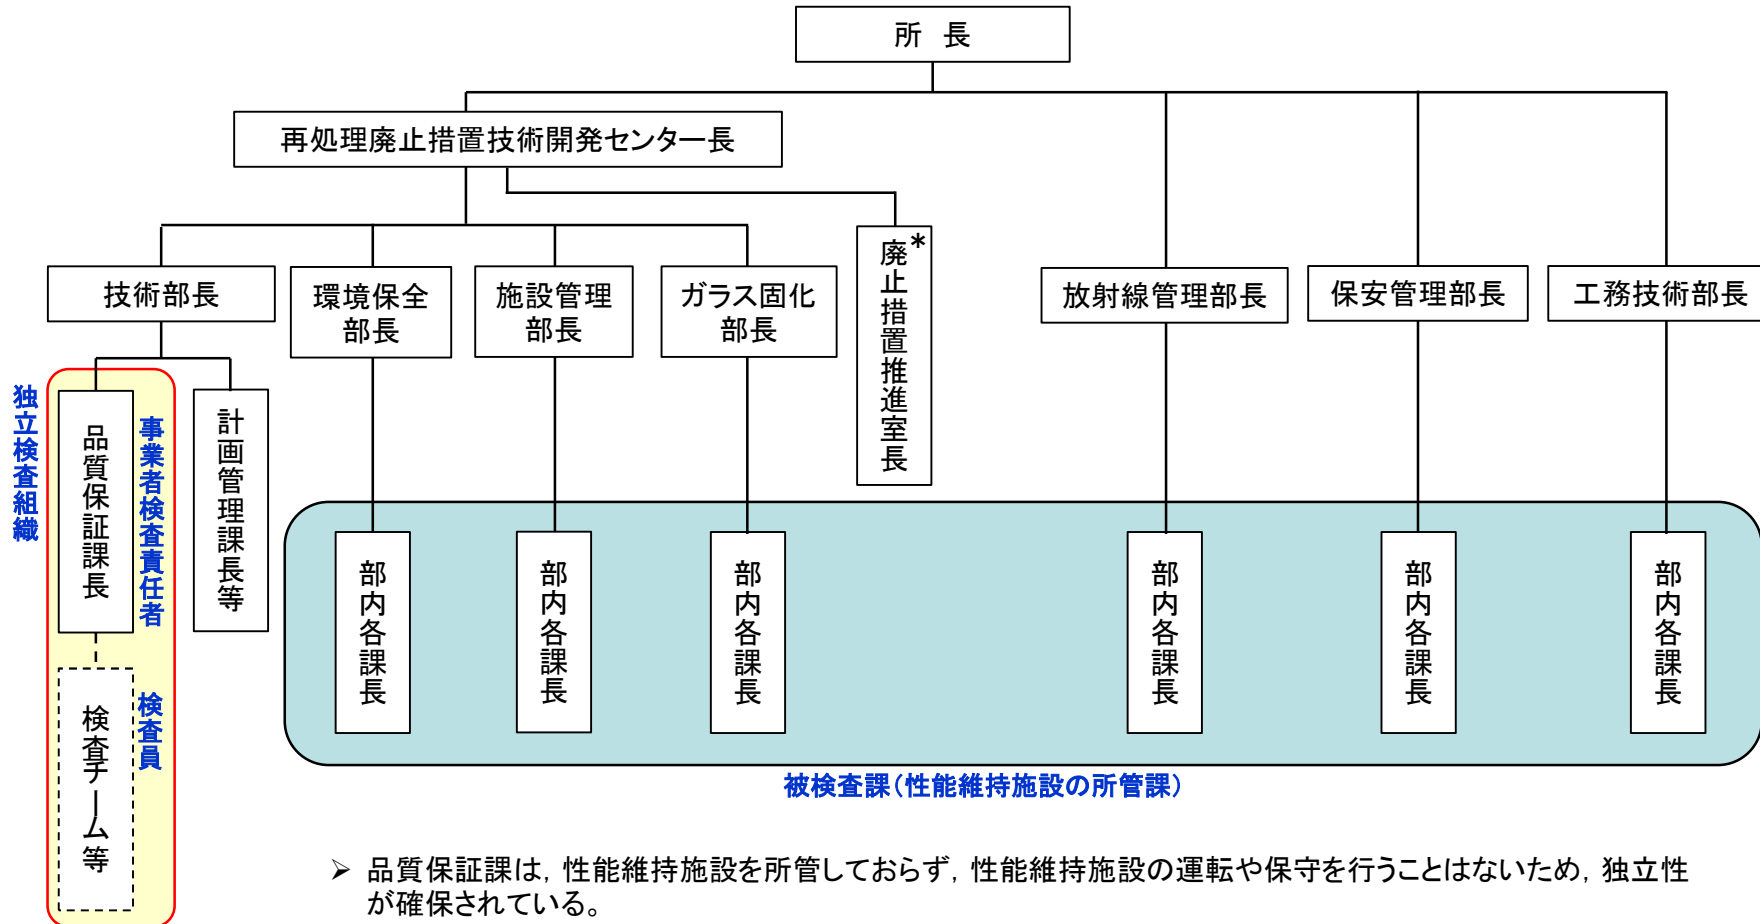 所 長
再処理廃止措置技術開発センター長
技術部長
環境保全
部長
施設管理
部長
ガラス固化
部長
廃止措置推進室長*
放射線管理部長
保安管理部長
工務技術部長
独立検査組織
品質保証課長
事業者検査責任者
計画管理課長等
検査チーム等
検査員
部内各課長
部内各課長
部内各課長
部内各課長
部内各課長
部内各課長
被検査課(性能維持施設の所管課)
➢ 品質保証課は，性能維持施設を所管しておらず，性能維持施設の運転や保守を行うことはないため，独立性
が確保されている。